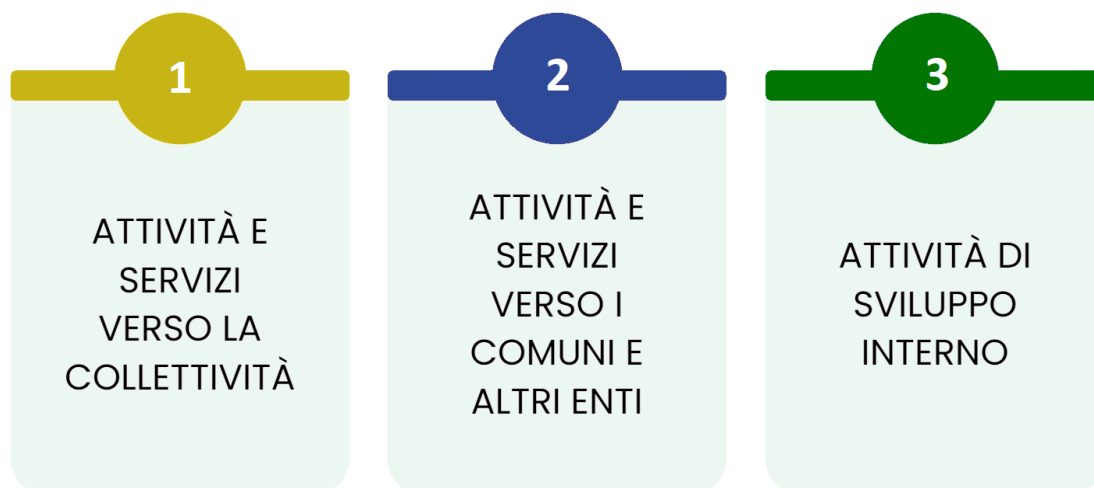 1
ATTIVITÀ E
SERVIZI
VERSO LA
COLLETTIVITÀ
2
ATTIVITÀ E
SERVIZI
VERSO I
COMUNI E
ALTRI ENTI
3
ATTIVITÀ DI
SVILUPPO
INTERNO